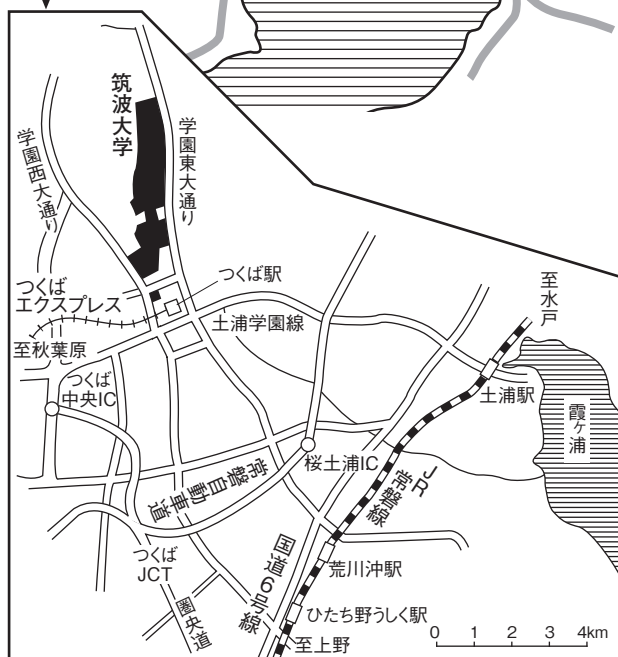 筑波大学
学園東大通り
学園西大通り
つくば駅
つくば
エクスプレス
至秋葉原
土浦学園線
至水戸
つくば
中央IC
土浦駅
霞ヶ浦
桜土浦IC
JR常磐線
常磐自動車道
つくば
JCT
国道6号線
荒川沖駅
圏央道
ひたち野うしく駅
至上野
0 1 2 3 4km